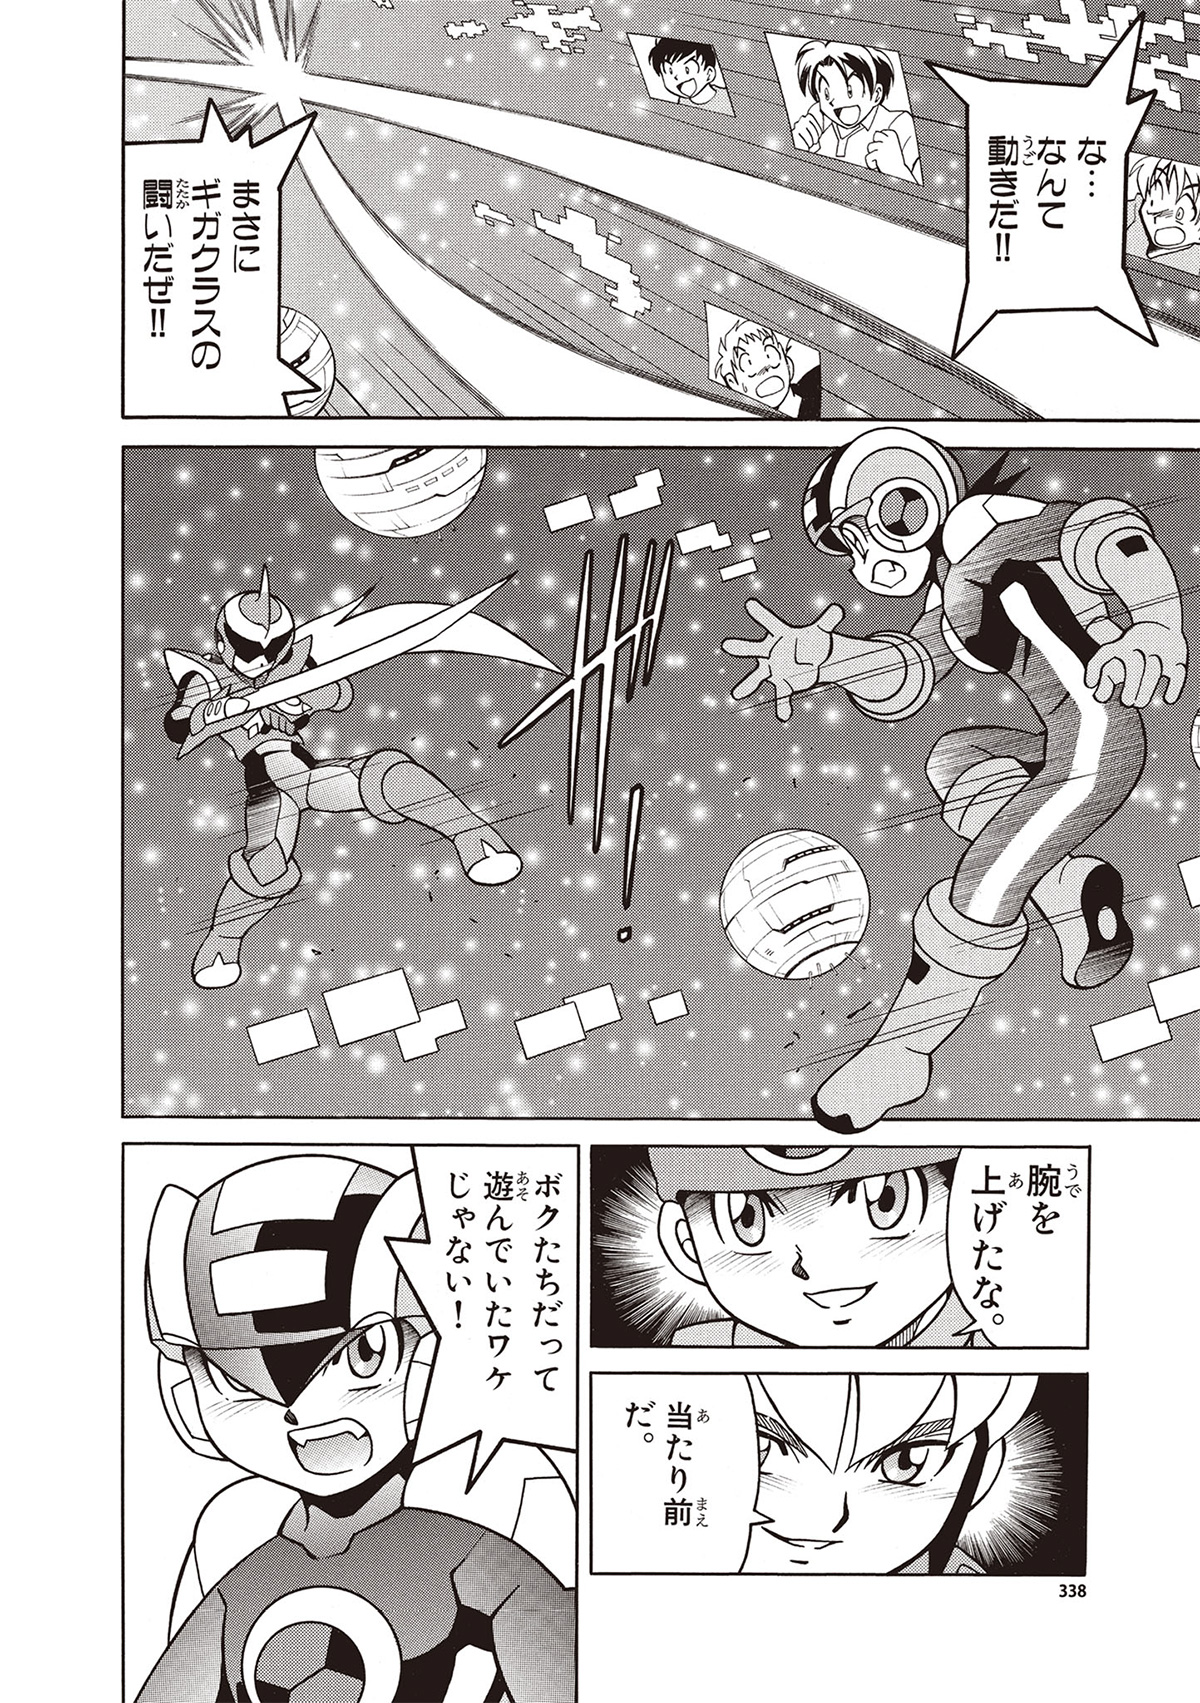 な…
なんて
動きだ!!
まさに
ギガクラスの
闘いだぜ!!
ガ
ガ
!
腕を
上げたな。
当たり前
だ。
ボクたちだって
遊んでいたワケ
じゃない!
338